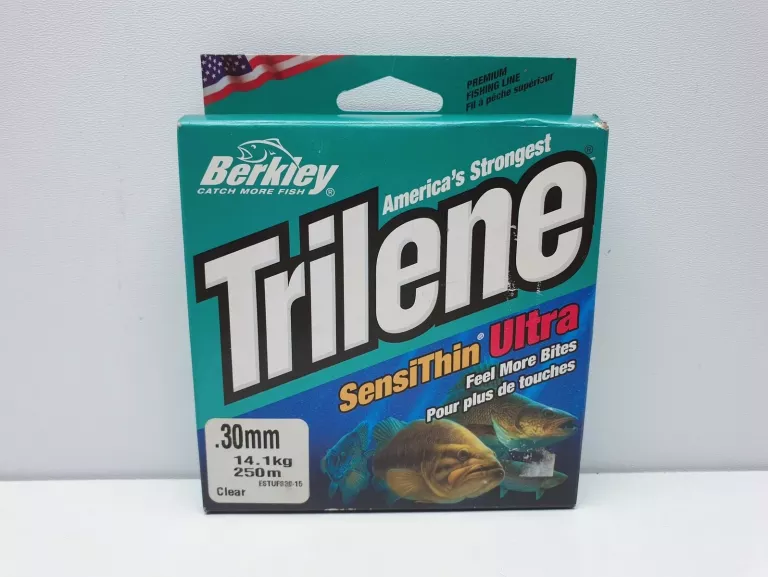 PREMIUM
FISHING LINE
Fil à pêche supérieur
Berkley®
CATCH MORE FISH
America's Strongest
Trilene®
SensiThin® Ultra
Feel More Bites
Pour plus de touches
.30mm
14.1kg
250m
Clear